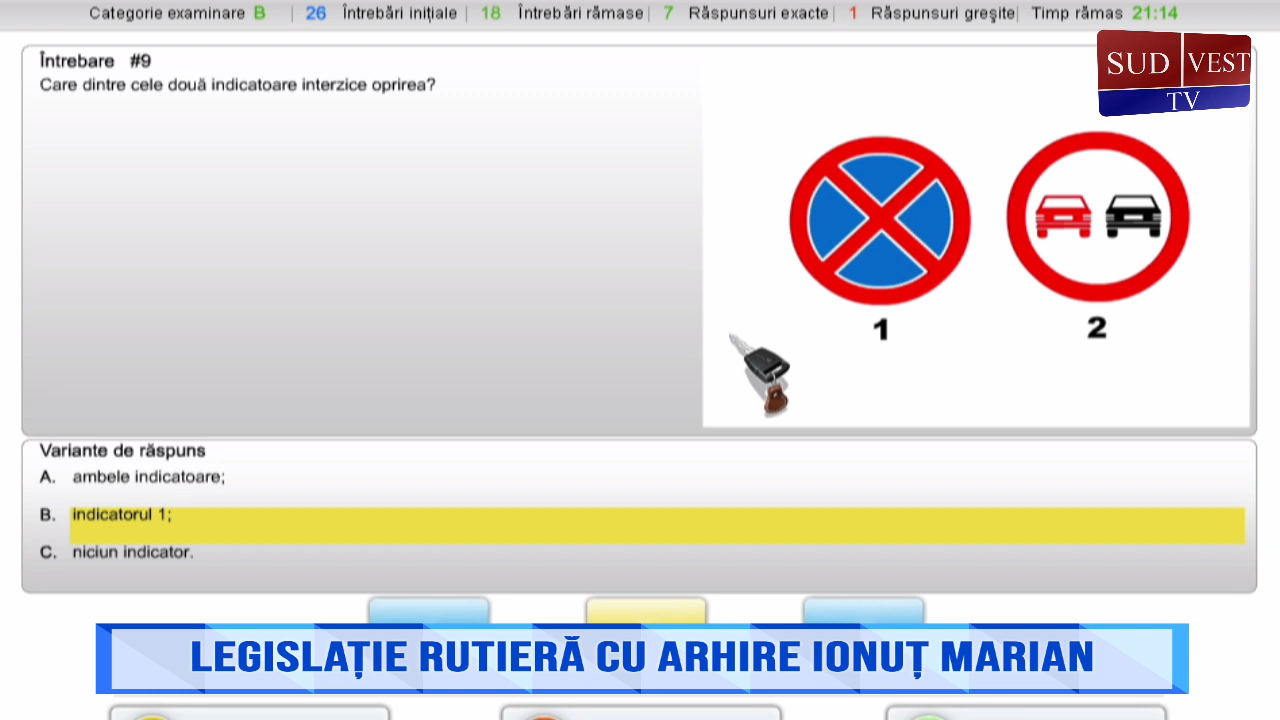 Categorie examinare B | 26 Întrebări inițiale | 18 Întrebări rămase | 7 Răspunsuri exacte | 1 Răspunsuri greșite | Timp rămas 21:14
SUD VEST
TV
Întrebare #9
Care dintre cele două indicatoare interzice oprirea?
1
2
Variante de răspuns
A. ambele indicatoare;
B. indicatorul 1;
C. niciun indicator.
LEGISLAȚIE RUTIERĂ CU ARHIRE IONUȚ MARIAN